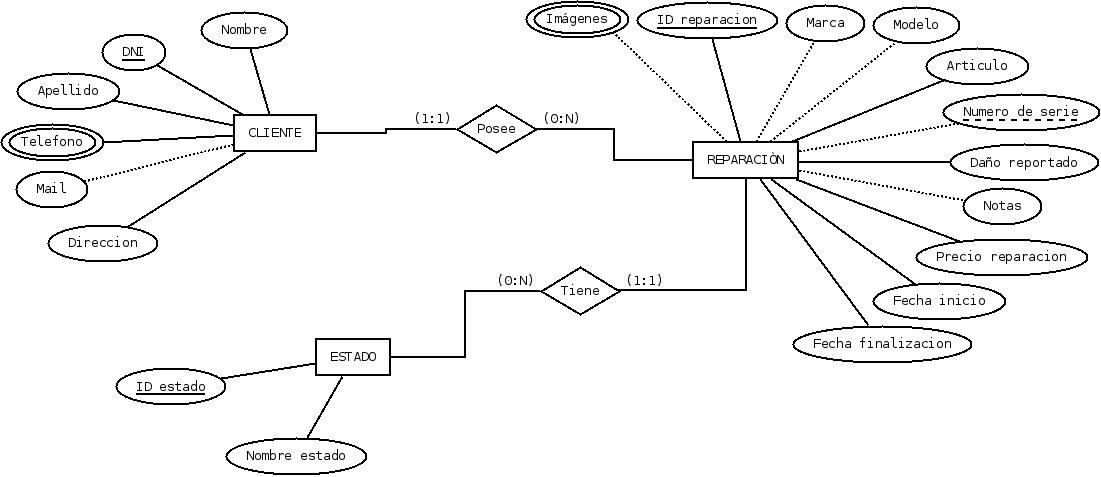 Imágenes
ID reparacion
Marca
Modelo
Nombre
DNI
Articulo
Apellido
Numero de serie
(1:1)
(0:N)
CLIENTE
Posee
Telefono
REPARACIÒN
Daño reportado
Mail
Notas
Direccion
Precio reparacion
(0:N)
(1:1)
Tiene
Fecha inicio
Fecha finalizacion
ESTADO
ID estado
Nombre estado